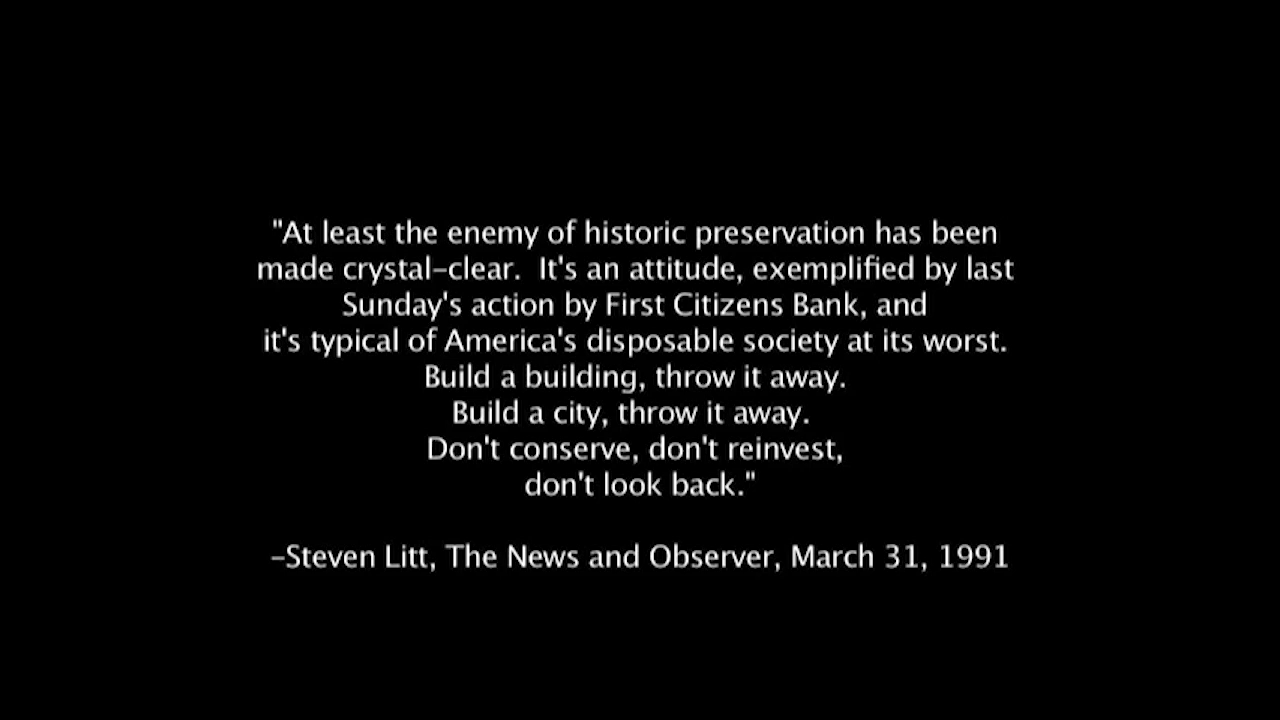 "At least the enemy of historic preservation has been
made crystal-clear.  It's an attitude, exemplified by last
Sunday's action by First Citizens Bank, and
it's typical of America's disposable society at its worst.
Build a building, throw it away.
Build a city, throw it away.
Don't conserve, don't reinvest,
don't look back."
-Steven Litt, The News and Observer, March 31, 1991